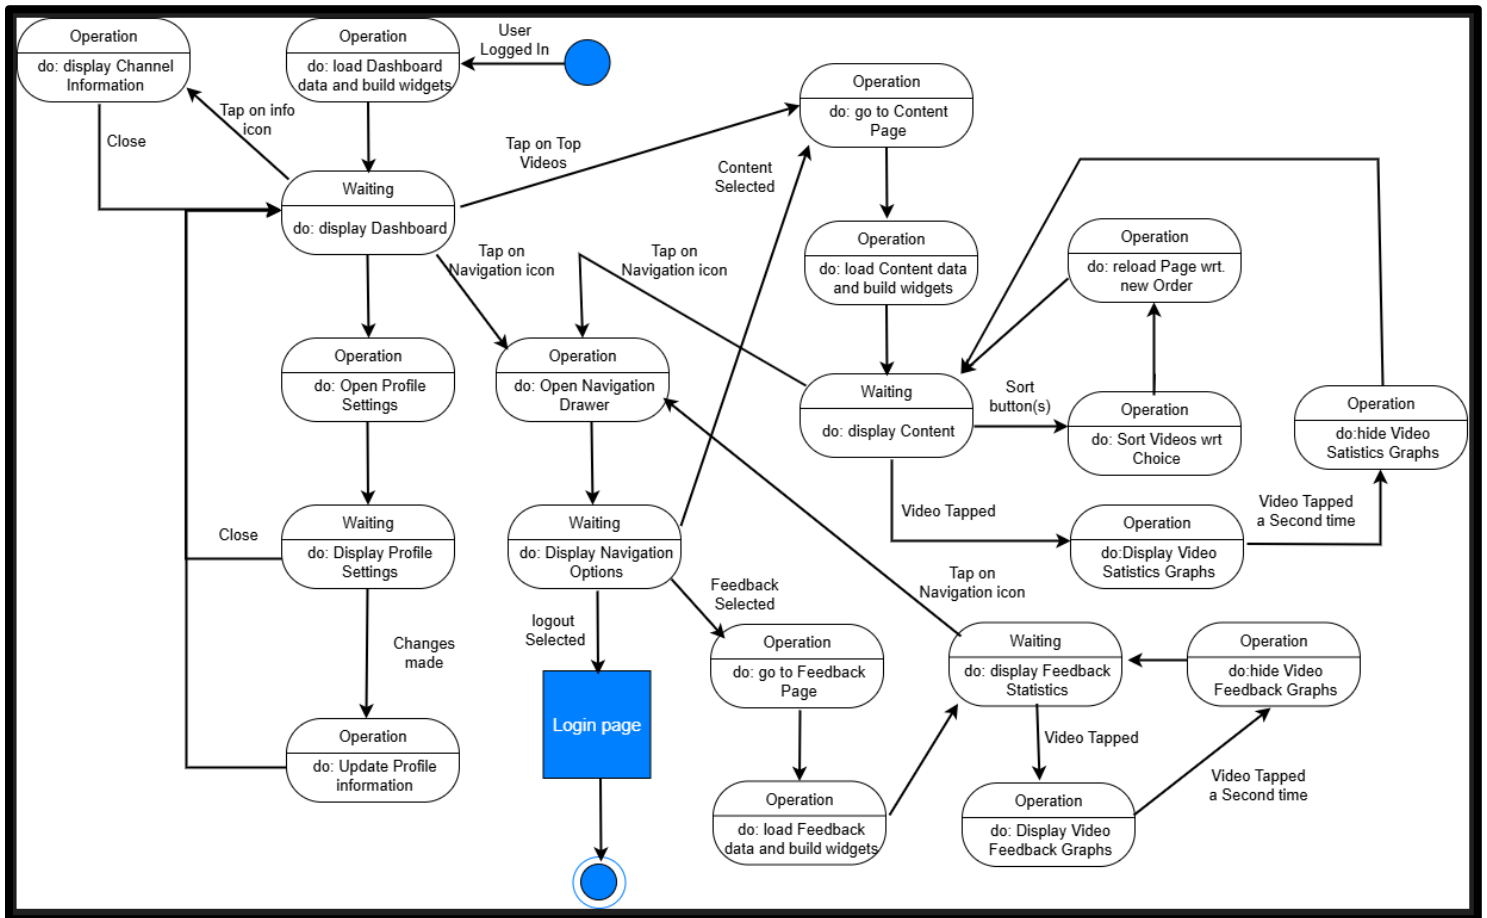 Operation
do: display Channel
Information
Operation
do: load Dashboard
data and build widgets
User
Logged In
Tap on info
icon
Close
Waiting
do: display Dashboard
Tap on Top
Videos
Operation
do: go to Content
Page
Content
Selected
Tap on
Navigation icon
Tap on
Navigation icon
Operation
do: load Content data
and build widgets
Operation
do: reload Page wrt.
new Order
Operation
do: Open Profile
Settings
Operation
do: Open Navigation
Drawer
Waiting
do: display Content
Sort
button(s)
Operation
do: Sort Videos wrt
Choice
Operation
do:hide Video
Satistics Graphs
Video Tapped
Video Tapped
a Second time
Operation
do:Display Video
Satistics Graphs
Close
Waiting
do: Display Profile
Settings
Waiting
do: Display Navigation
Options
Feedback
Selected
Tap on
Navigation icon
logout
Selected
Changes
made
Operation
do: go to Feedback
Page
Waiting
do: display Feedback
Statistics
Operation
do:hide Video
Feedback Graphs
Login page
Video Tapped
Video Tapped
a Second time
Operation
do: Update Profile
information
Operation
do: load Feedback
data and build widgets
Operation
do: Display Video
Feedback Graphs